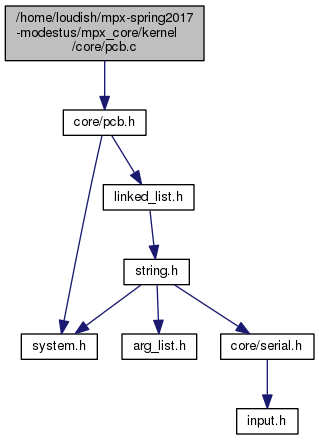 /home/loudish/mpx-spring2017
-modestus/mpx_core/kernel
/core/pcb.c
core/pcb.h
linked_list.h
string.h
system.h
arg_list.h
core/serial.h
input.h